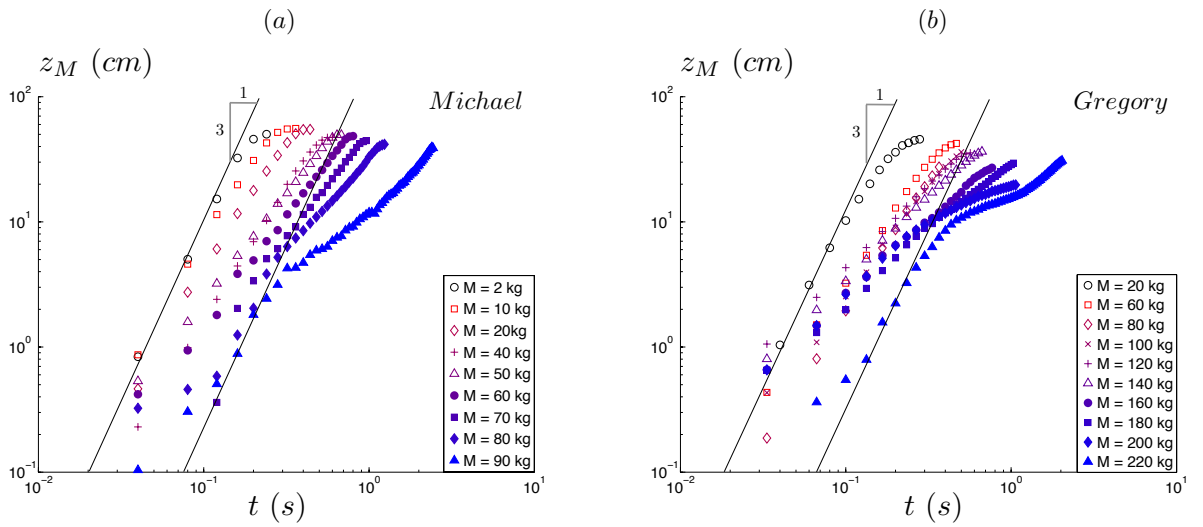 (a)
z_M (cm)
10^2
10^1
10^0
10^-1
10^-2
10^-1
10^0
10^1
t (s)
1
3
Michael
M = 2 kg
M = 10 kg
M = 20kg
M = 40 kg
M = 50 kg
M = 60 kg
M = 70 kg
M = 80 kg
M = 90 kg
(b)
z_M (cm)
10^2
10^1
10^0
10^-1
10^-2
10^-1
10^0
10^1
t (s)
1
3
Gregory
M = 20 kg
M = 60 kg
M = 80 kg
M = 100 kg
M = 120 kg
M = 140 kg
M = 160 kg
M = 180 kg
M = 200 kg
M = 220 kg